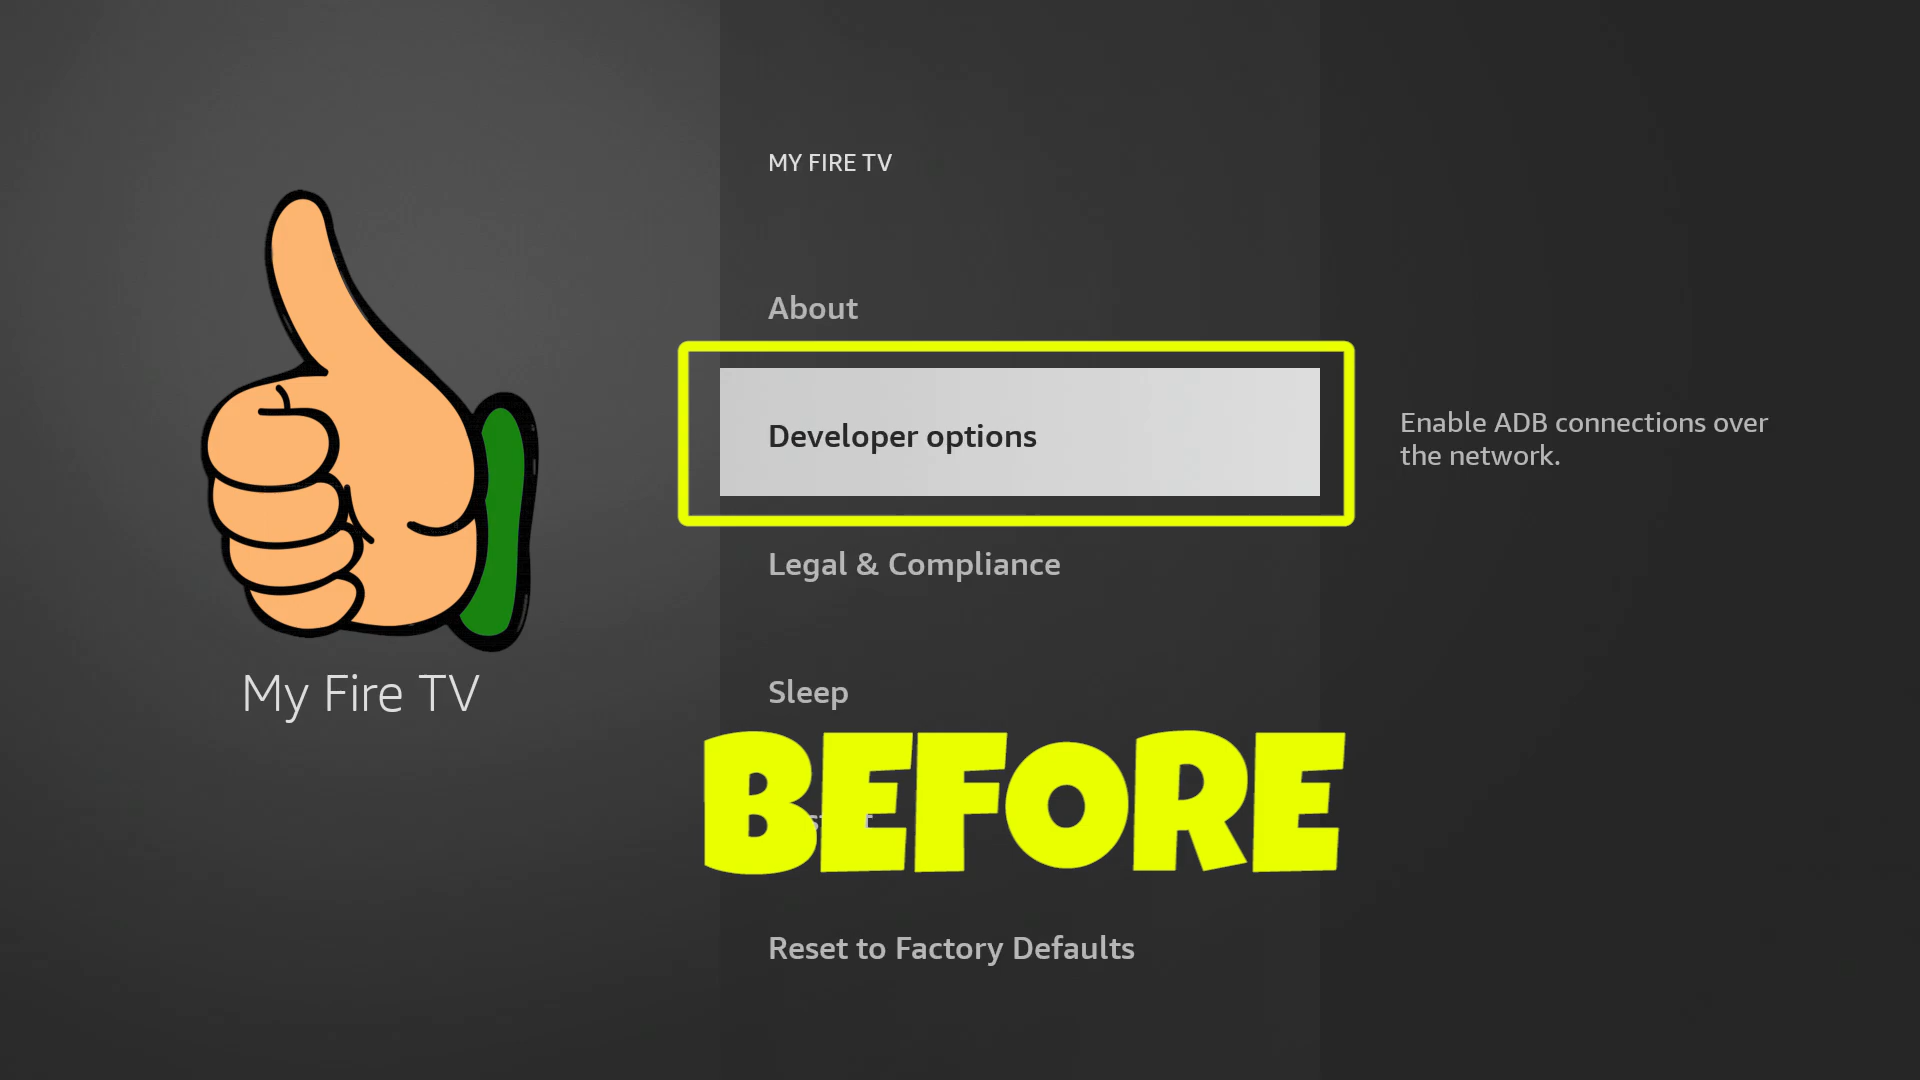 MY FIRE TV
About
Developer options
Enable ADB connections over
the network.
Legal & Compliance
My Fire TV
Sleep
BEFORE
Reset to Factory Defaults